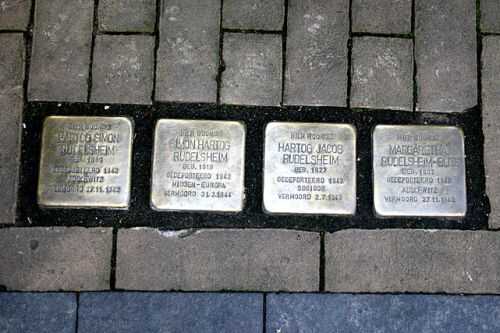 HIER WOONDE
HARTOG SIMON
RUDELSHEIM
GEB.
GEDEPORTEERD 1942
AUSCHWITZ
VERMOORD 27.11.1942
HIER WOONDE
SIMON HARTOG
RUDELSHEIM
GEB. 1919
GEDEPORTEERD 1942
MIDDEN-EUROPA
VERMOORD 31.3.1944
HIER WOONDE
HARTOG JACOB
RUDELSHEIM
GEB. 1927
GEDEPORTEERD 1943
SOBIBOR
VERMOORD 2.7.1943
HIER WOONDE
MARGARETHA
RUDELSHEIM
GEB.
GEDEPORTEERD 1942
AUSCHWITZ
VERMOORD 27.11.1942